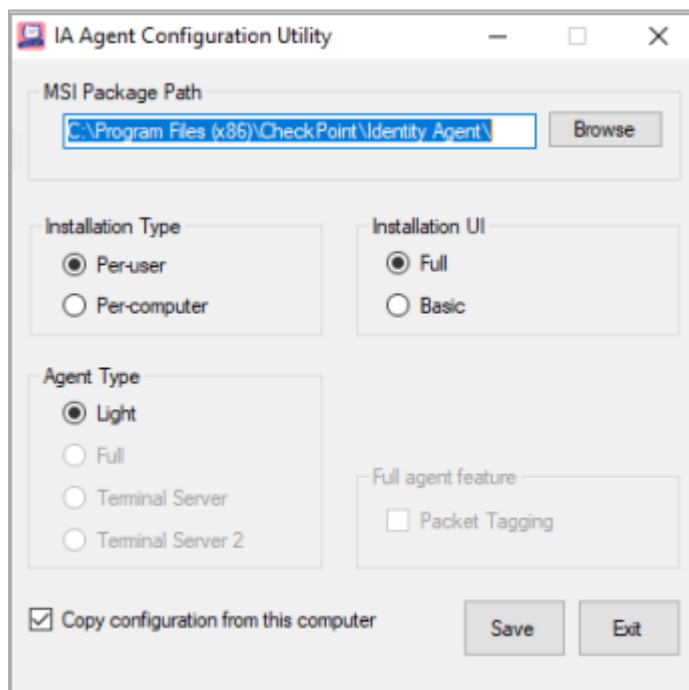 IA Agent Configuration Utility
MSI Package Path
C:\Program Files (x86)\CheckPoint\Identity Agent\
Browse
Installation Type
Per-user
Per-computer
Installation UI
Full
Basic
Agent Type
Light
Full
Terminal Server
Terminal Server 2
Full agent feature
Packet Tagging
Copy configuration from this computer
Save
Exit